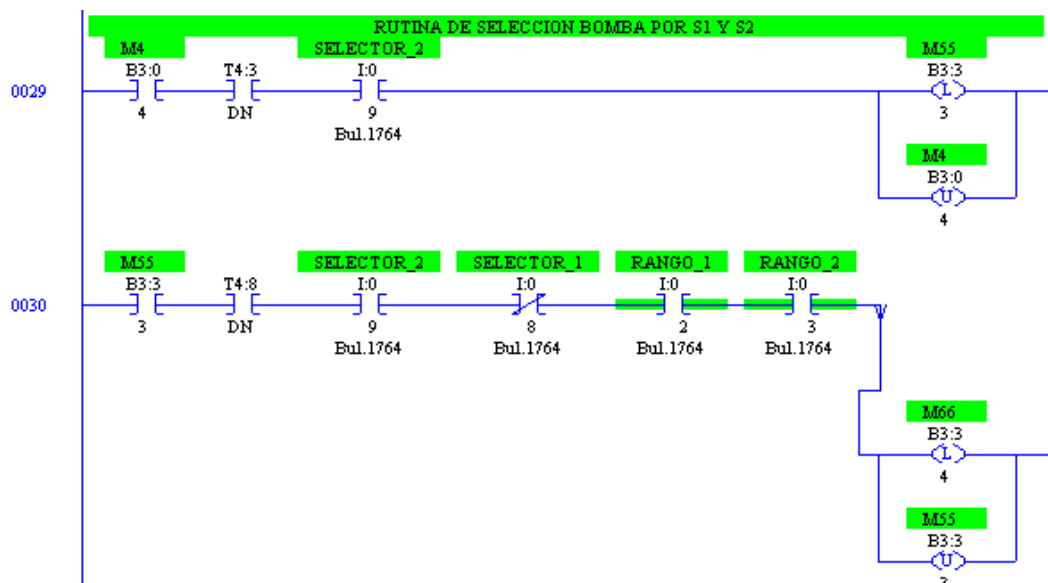 RUTINA DE SELECCION BOMBA POR S1 Y S2
M4 SELECTOR_2 M55
B3:0 T4:3 I:0 B3:3
0029 L
4 DN 9 3
Bul.1764
M4
B3:0
U
4
M55 SELECTOR_2 SELECTOR_1 RANGO_1 RANGO_2
B3:3 T4:8 I:0 I:0 I:0 I:0
0030
3 DN 9 8 2 3
Bul.1764 Bul.1764 Bul.1764 Bul.1764
M66
B3:3
L
4
M55
B3:3
U
3